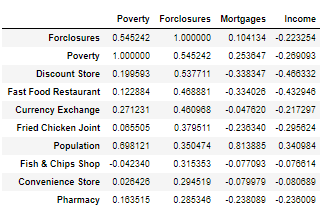 Poverty Forclosures Mortgages Income
Forclosures 0.545242 1.000000 0.104134 -0.223254
Poverty 1.000000 0.545242 0.253647 -0.269093
Discount Store 0.199593 0.537711 -0.338347 -0.466332
Fast Food Restaurant 0.122884 0.468881 -0.334026 -0.432946
Currency Exchange 0.271231 0.460968 -0.047620 -0.217297
Fried Chicken Joint 0.065505 0.379511 -0.236340 -0.295624
Population 0.698121 0.350474 0.813885 0.340984
Fish & Chips Shop -0.042340 0.315353 -0.077093 -0.076614
Convenience Store 0.026426 0.294519 -0.079979 -0.080689
Pharmacy 0.163515 0.285346 -0.238089 -0.236009